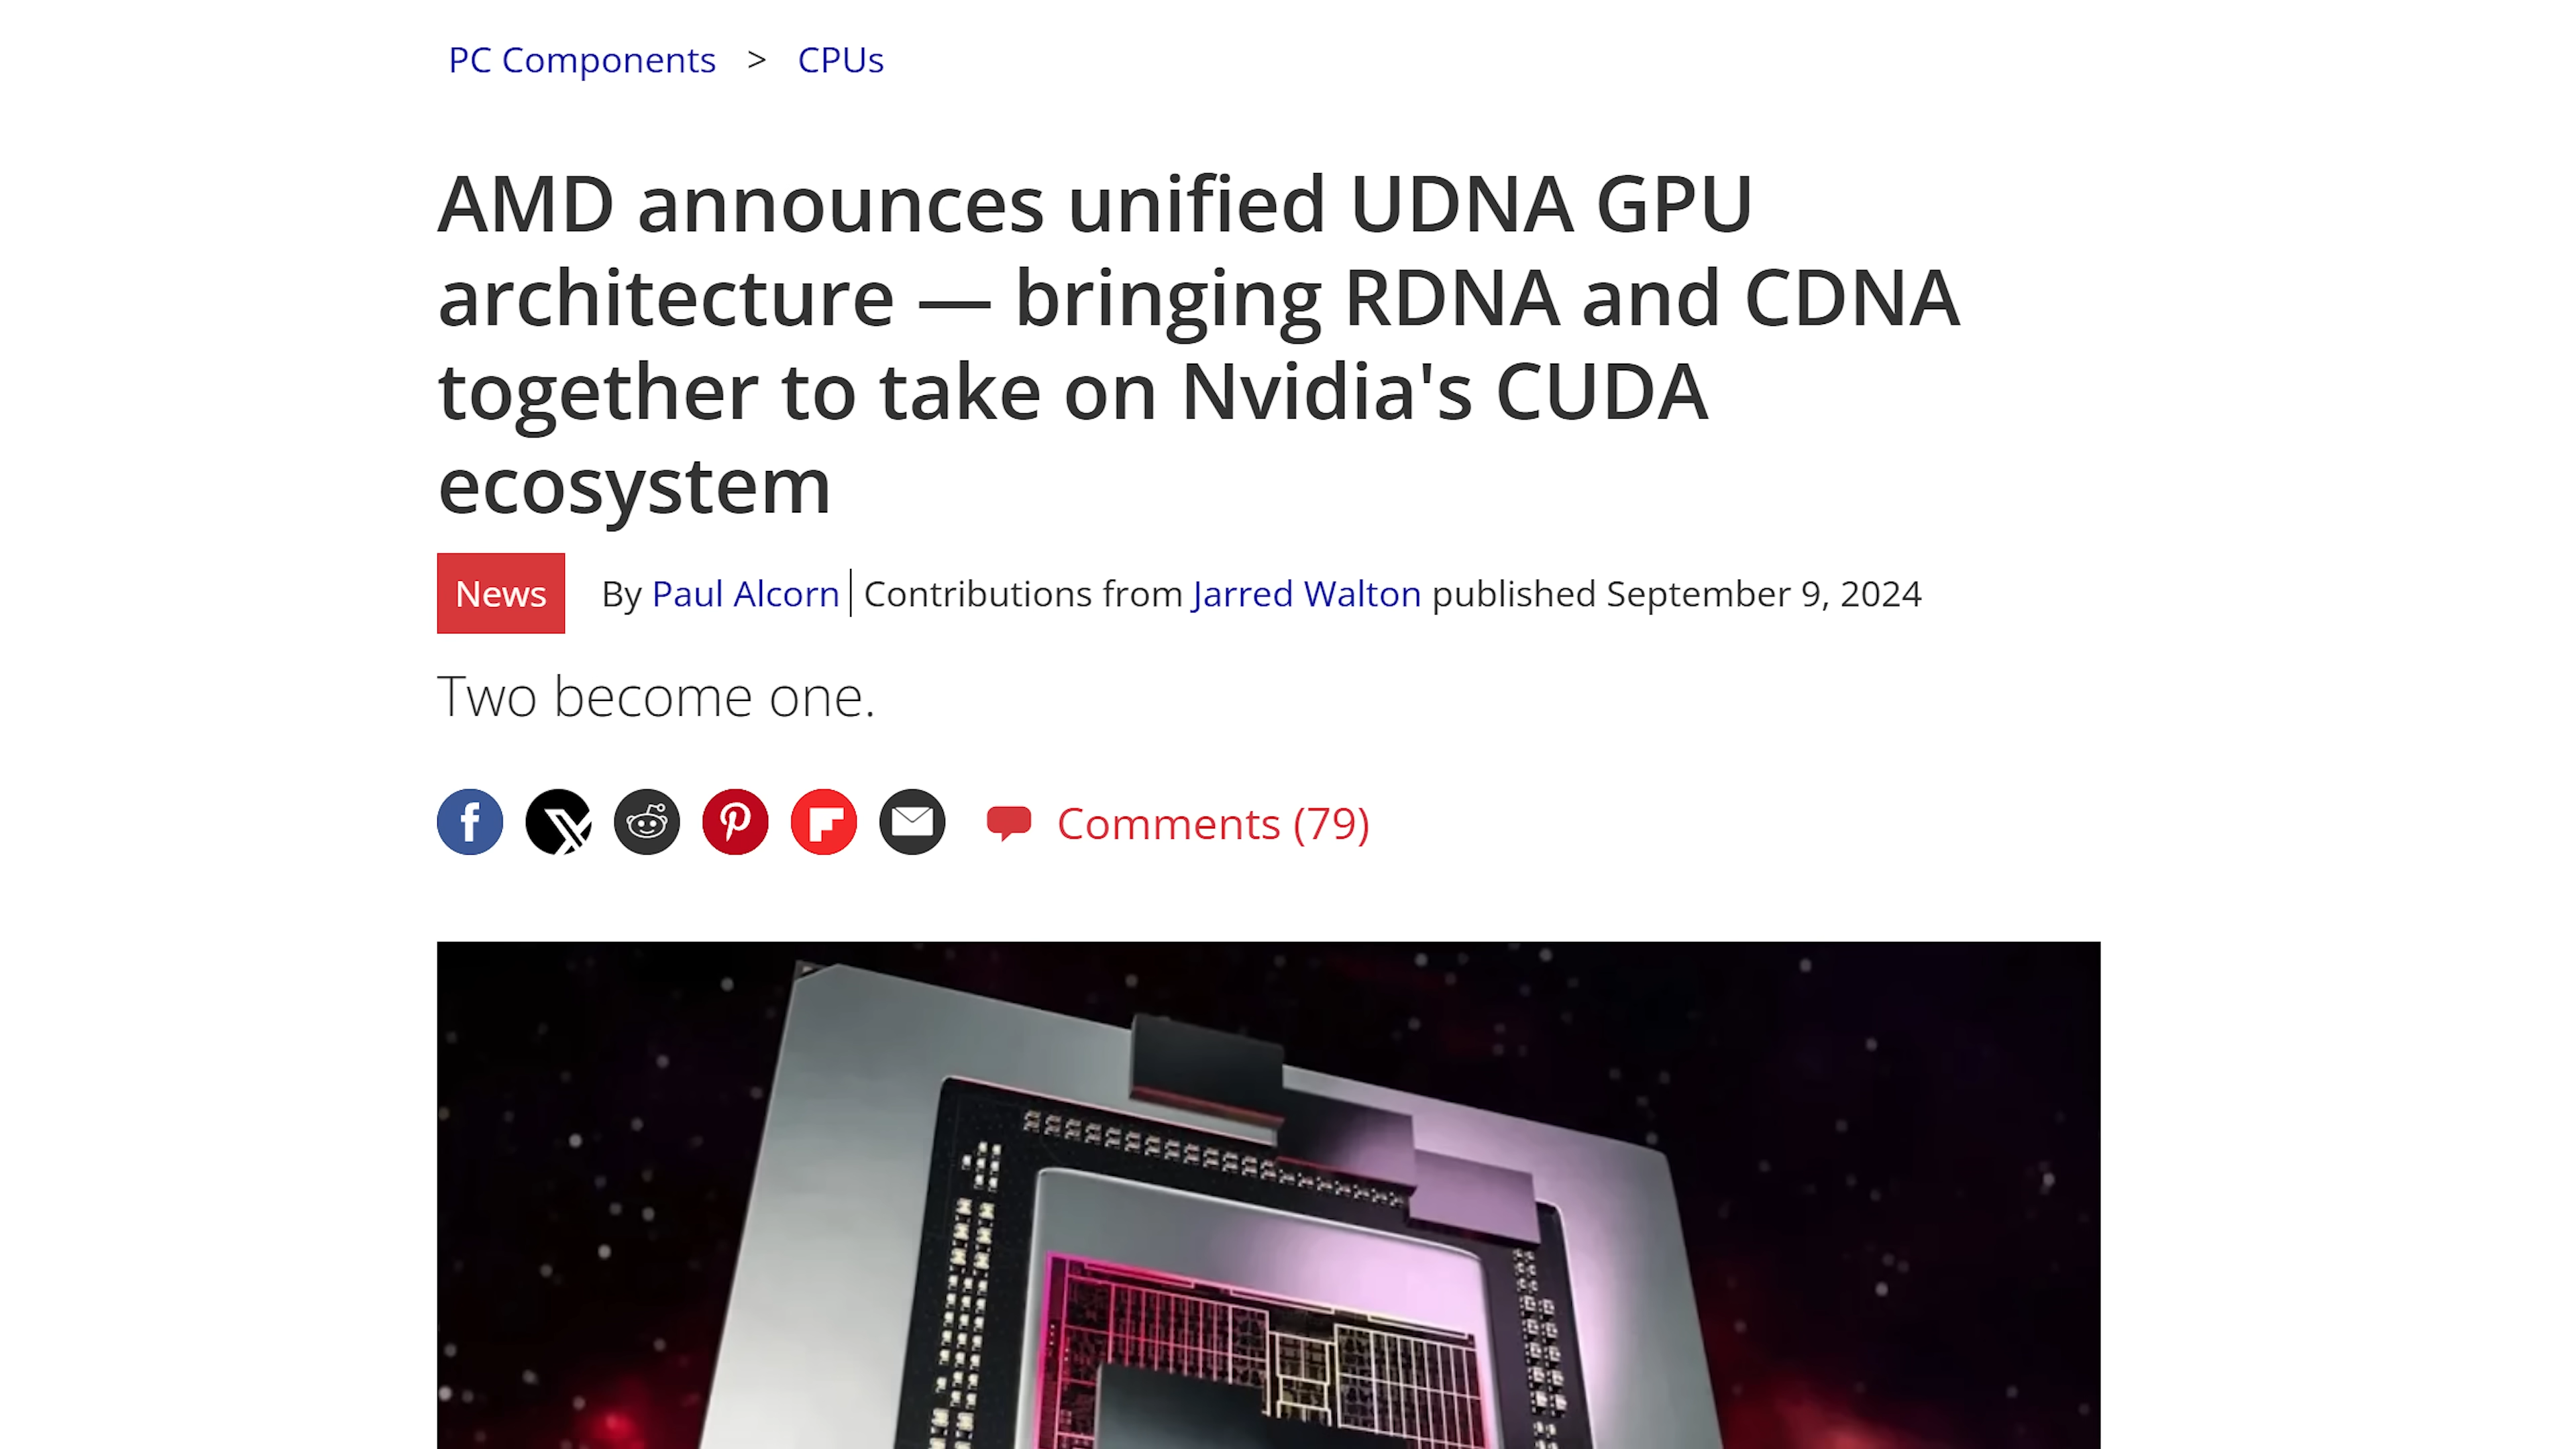 PC Components > CPUs
AMD announces unified UDNA GPU
architecture — bringing RDNA and CDNA
together to take on Nvidia's CUDA
ecosystem
News By Paul Alcorn | Contributions from Jarred Walton published September 9, 2024
Two become one.
Comments (79)